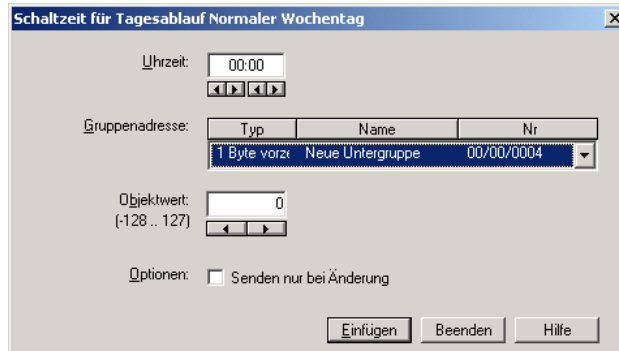 Schaltzeit für Tagesablauf Normaler Wochentag
Uhrzeit: 00:00
Gruppenadresse: Typ Name Nr
1 Byte vorze Neue Untergruppe 00/00/0004
Objektwert: 0
(-128 .. 127)
Optionen: Senden nur bei Änderung
Einfügen Beenden Hilfe